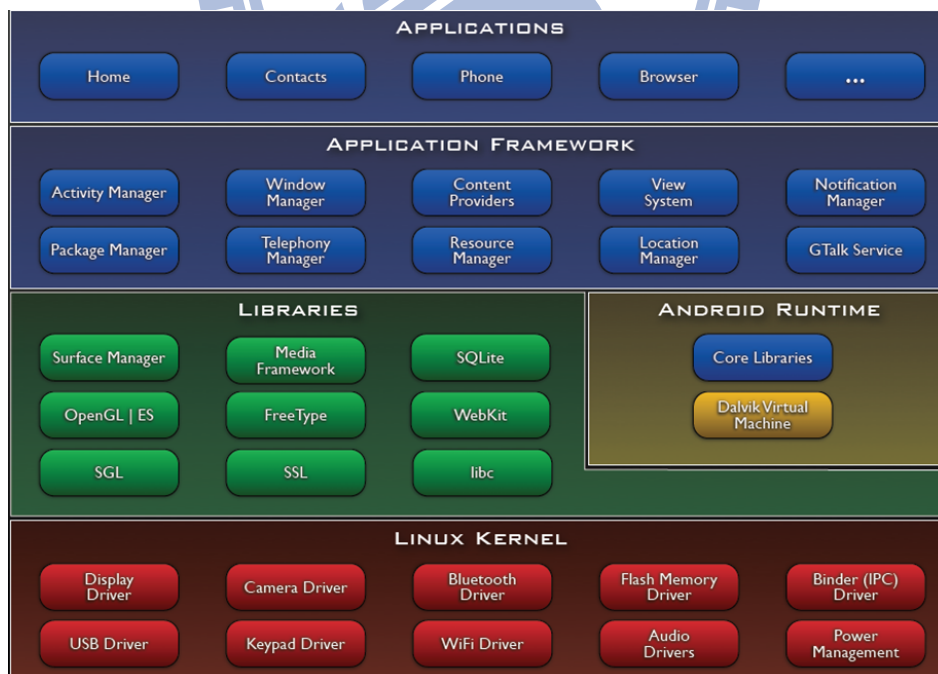 APPLICATIONS
Home
Contacts
Phone
Browser
...
APPLICATION FRAMEWORK
Activity Manager
Window
Manager
Content
Providers
View
System
Notification
Manager
Package Manager
Telephony
Manager
Resource
Manager
Location
Manager
GTalk Service
LIBRARIES
Surface Manager
Media
Framework
SQLite
OpenGL | ES
FreeType
WebKit
SGL
SSL
libc
ANDROID RUNTIME
Core Libraries
Dalvik Virtual
Machine
LINUX KERNEL
Display
Driver
Camera Driver
Bluetooth
Driver
Flash Memory
Driver
Binder (IPC)
Driver
USB Driver
Keypad Driver
WiFi Driver
Audio
Drivers
Power
Management